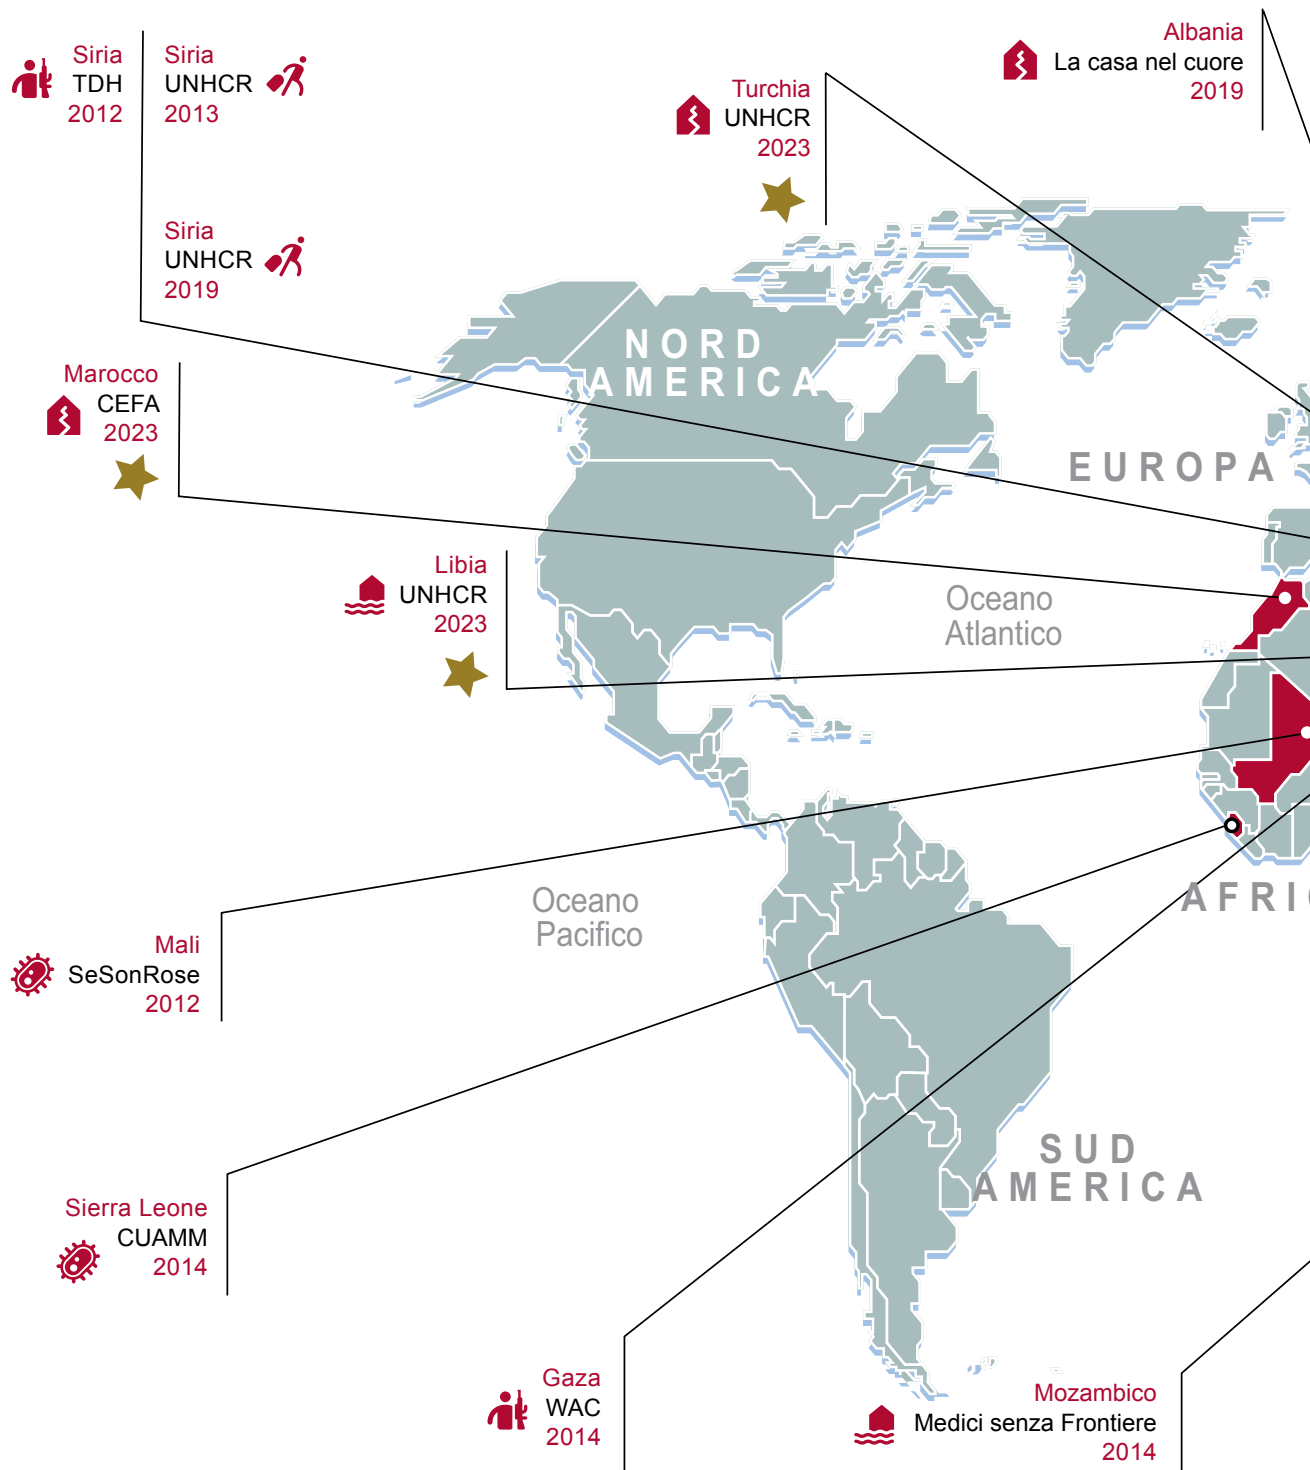 Siria
TDH
2012
Siria
UNHCR
2013
Siria
UNHCR
2019
Turchia
UNHCR
2023
Albania
La casa nel cuore
2019
NORD
AMERICA
Marocco
CEFA
2023
EUROPA
Libia
UNHCR
2023
Oceano
Atlantico
Oceano
Pacifico
AFRI
Mali
SeSonRose
2012
SUD
AMERICA
Sierra Leone
CUAMM
2014
Gaza
WAC
2014
Mozambico
Medici senza Frontiere
2014